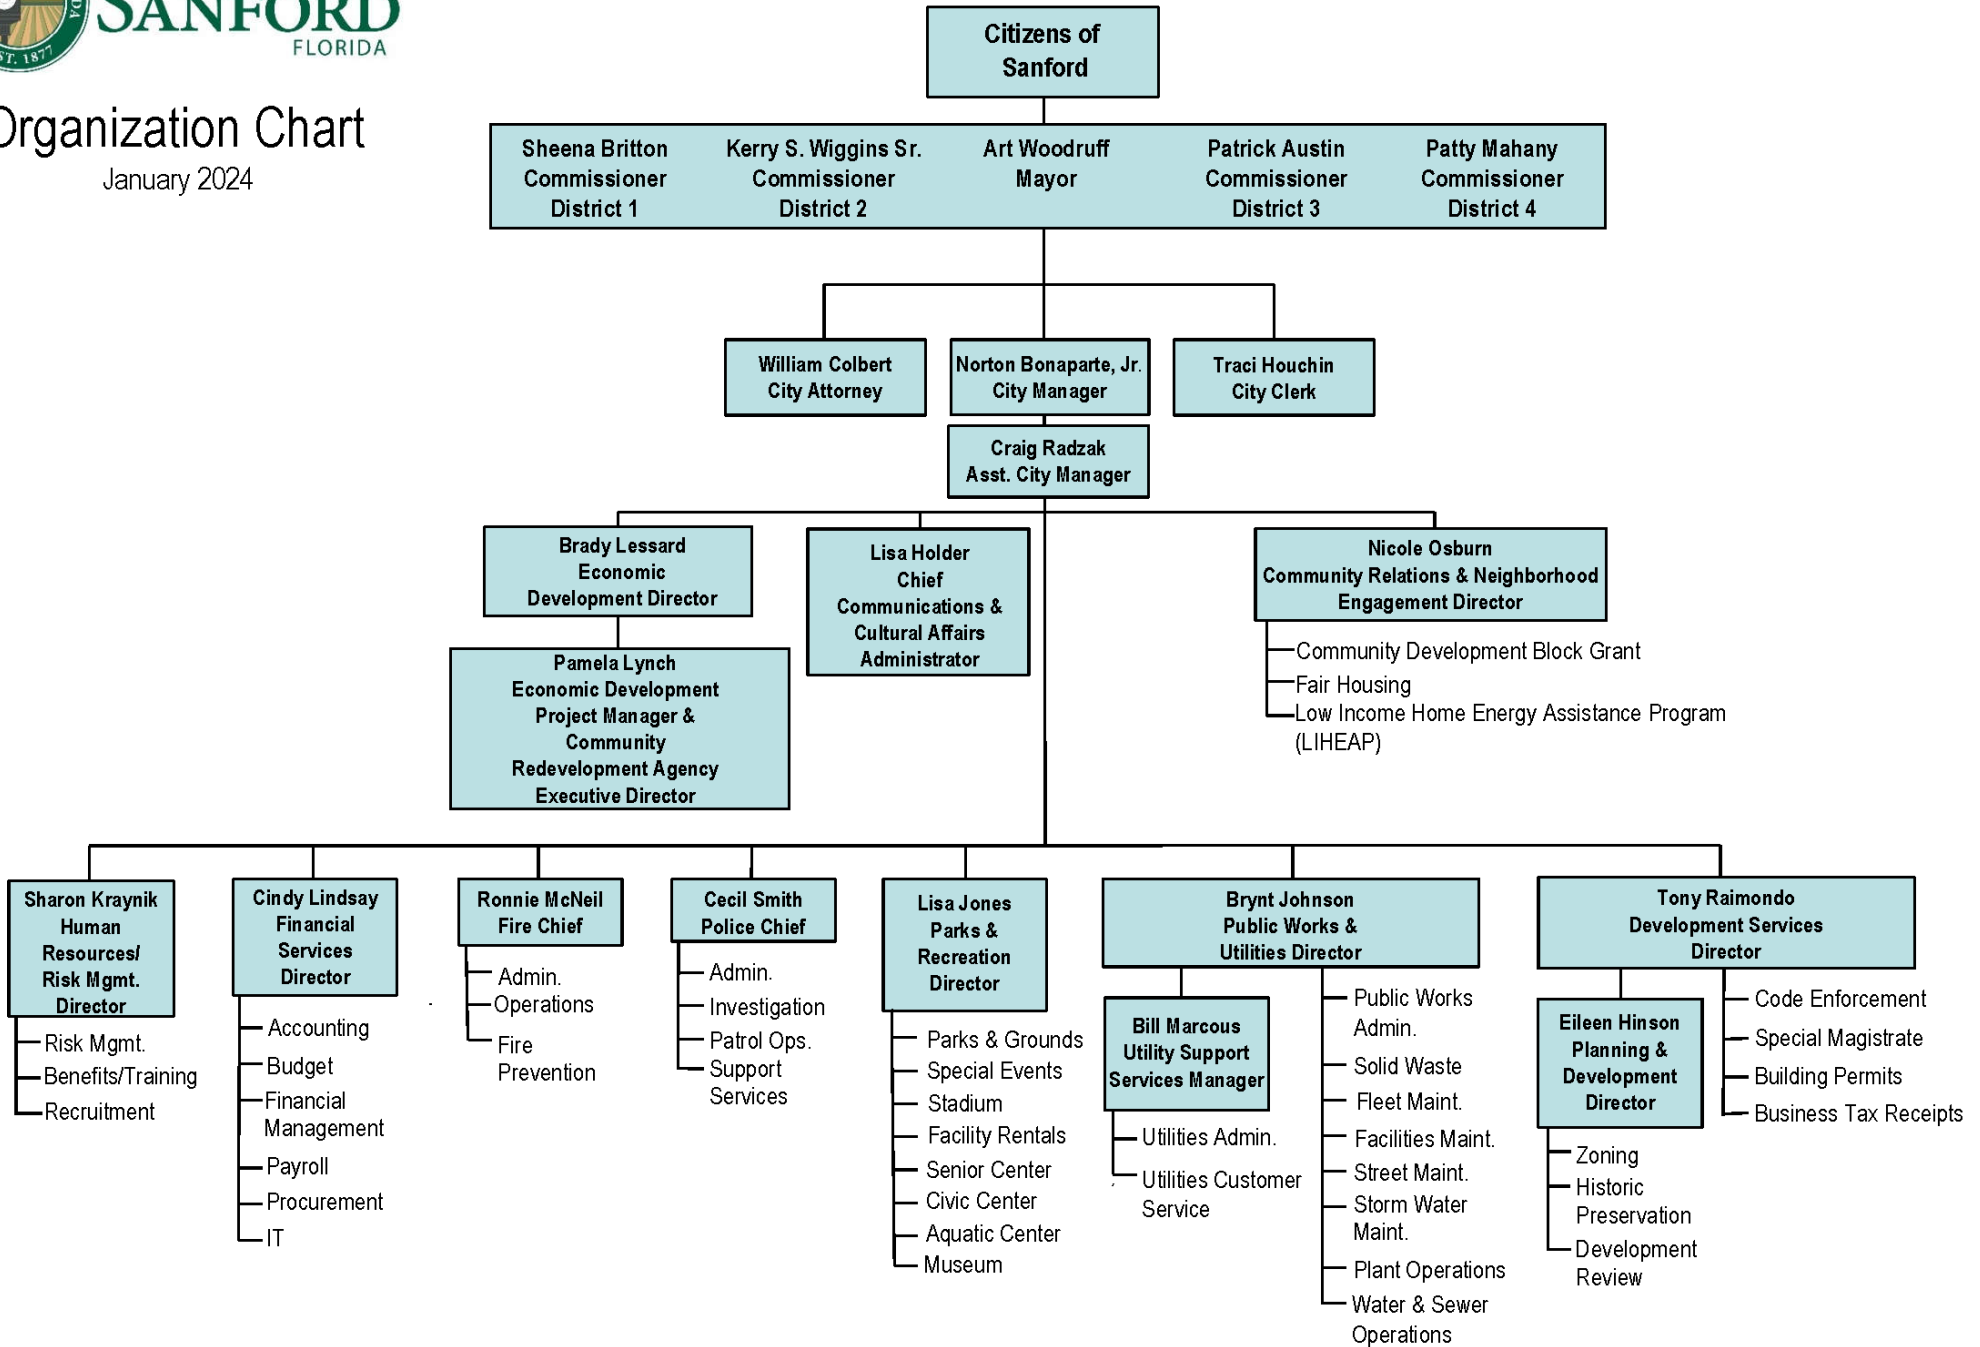 SANFORD
FLORIDA
EST. 1877
Organization Chart
January 2024
Citizens of
Sanford
Sheena Britton
Commissioner
District 1
Kerry S. Wiggins Sr.
Commissioner
District 2
Art Woodruff
Mayor
Patrick Austin
Commissioner
District 3
Patty Mahany
Commissioner
District 4
William Colbert
City Attorney
Norton Bonaparte, Jr.
City Manager
Traci Houchin
City Clerk
Craig Radzak
Asst. City Manager
Brady Lessard
Economic
Development Director
Lisa Holder
Chief
Communications &
Cultural Affairs
Administrator
Nicole Osburn
Community Relations & Neighborhood
Engagement Director
Community Development Block Grant
Fair Housing
Low Income Home Energy Assistance Program
(LIHEAP)
Pamela Lynch
Economic Development
Project Manager &
Community
Redevelopment Agency
Executive Director
Sharon Kraynik
Human
Resources/
Risk Mgmt.
Director
Risk Mgmt.
Benefits/Training
Recruitment
Cindy Lindsay
Financial
Services
Director
Accounting
Budget
Financial
Management
Payroll
Procurement
IT
Ronnie McNeil
Fire Chief
Admin.
Operations
Fire
Prevention
Cecil Smith
Police Chief
Admin.
Investigation
Patrol Ops.
Support
Services
Lisa Jones
Parks &
Recreation
Director
Parks & Grounds
Special Events
Stadium
Facility Rentals
Senior Center
Civic Center
Aquatic Center
Museum
Brynt Johnson
Public Works &
Utilities Director
Bill Marcous
Utility Support
Services Manager
Utilities Admin.
Utilities Customer
Service
Public Works
Admin.
Solid Waste
Fleet Maint.
Facilities Maint.
Street Maint.
Storm Water
Maint.
Plant Operations
Water & Sewer
Operations
Tony Raimondo
Development Services
Director
Eileen Hinson
Planning &
Development
Director
Zoning
Historic
Preservation
Development
Review
Code Enforcement
Special Magistrate
Building Permits
Business Tax Receipts